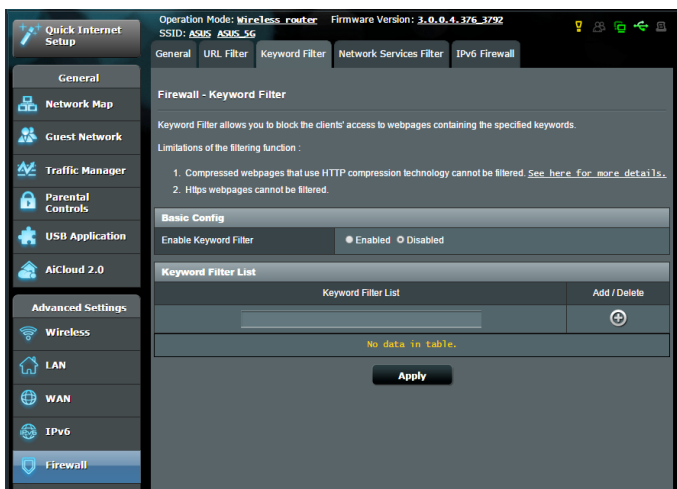 Quick Internet
Setup
Operation Mode: Wireless router Firmware Version: 3.0.0.4.376_3792
SSID: ASUS ASUS_5G
General
URL Filter
Keyword Filter
Network Services Filter
IPv6 Firewall
General
Network Map
Guest Network
Traffic Manager
Parental
Controls
USB Application
AiCloud 2.0
Advanced Settings
Wireless
LAN
WAN
IPv6
Firewall
Firewall - Keyword Filter
Keyword Filter allows you to block the clients' access to webpages containing the specified keywords.
Limitations of the filtering function :
1. Compressed webpages that use HTTP compression technology cannot be filtered. See here for more details.
2. Https webpages cannot be filtered.
Basic Config
Enable Keyword Filter
Enabled Disabled
Keyword Filter List
Keyword Filter List
Add / Delete
No data in table.
Apply